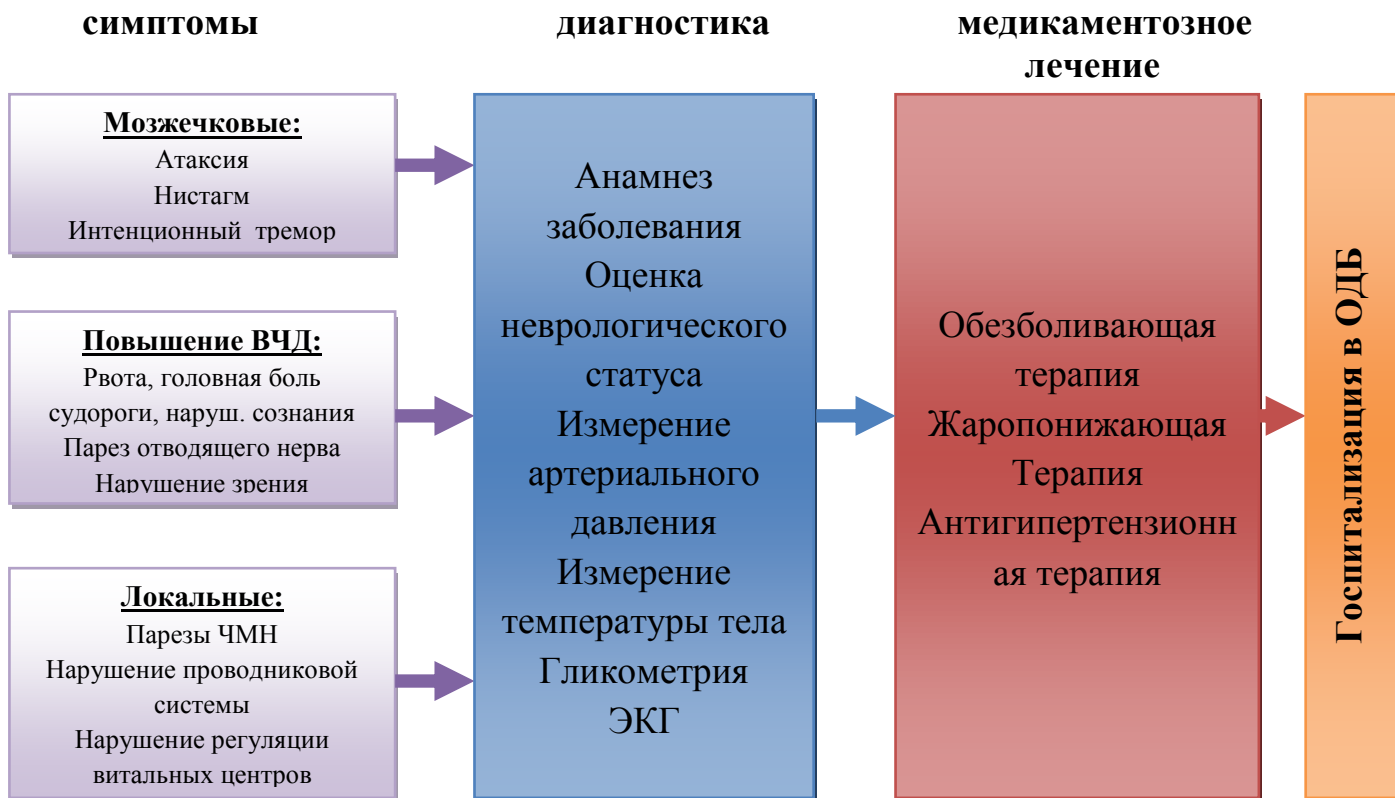 симптомы
диагностика
медикаментозное
лечение
Мозжечковые:
Атаксия
Нистагм
Интенционный тремор
Повышение ВЧД:
Рвота, головная боль
судороги, наруш. сознания
Парез отводящего нерва
Нарушение зрения
Локальные:
Парезы ЧМН
Нарушение проводниковой
системы
Нарушение регуляции
витальных центров
Анамнез
заболевания
Оценка
неврологического
статуса
Измерение
артериального
давления
Измерение
температуры тела
Гликометрия
ЭКГ
Обезболивающая
терапия
Жаропонижающая
Терапия
Антигипертензионн
ая терапия
Госпитализация в ОДБ